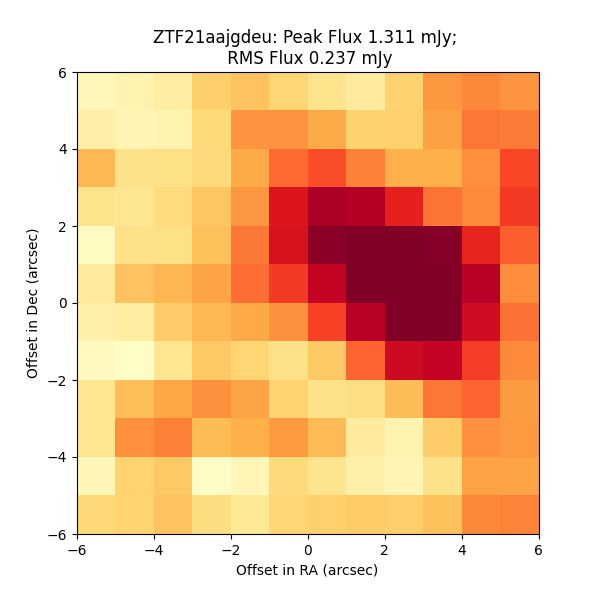 ZTF21aajgdeu: Peak Flux 1.311 mJy;
RMS Flux 0.237 mJy
6
4
2
0
−2
−4
−6
Offset in Dec (arcsec)
−6 −4 −2 0 2 4 6
Offset in RA (arcsec)